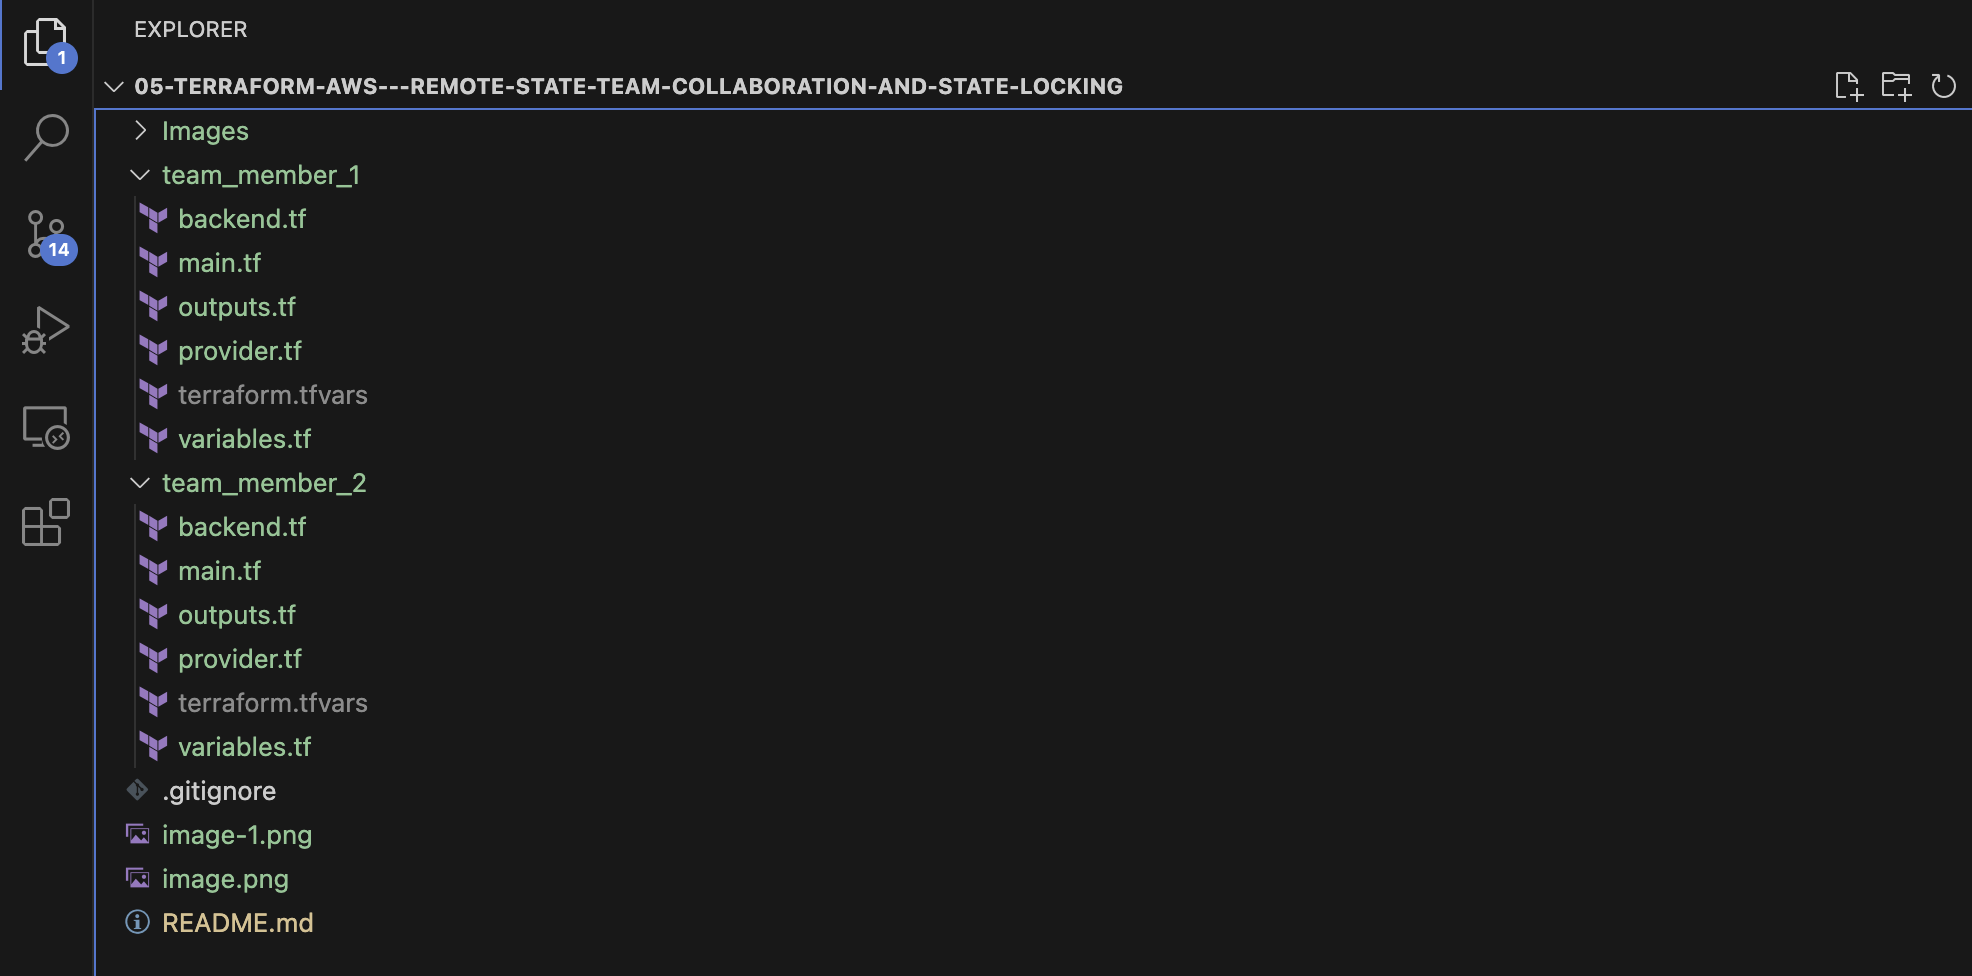 EXPLORER
1
05-TERRAFORM-AWS---REMOTE-STATE-TEAM-COLLABORATION-AND-STATE-LOCKING
Images
team_member_1
backend.tf
14
main.tf
outputs.tf
provider.tf
terraform.tfvars
variables.tf
team_member_2
backend.tf
main.tf
outputs.tf
provider.tf
terraform.tfvars
variables.tf
.gitignore
image-1.png
image.png
README.md